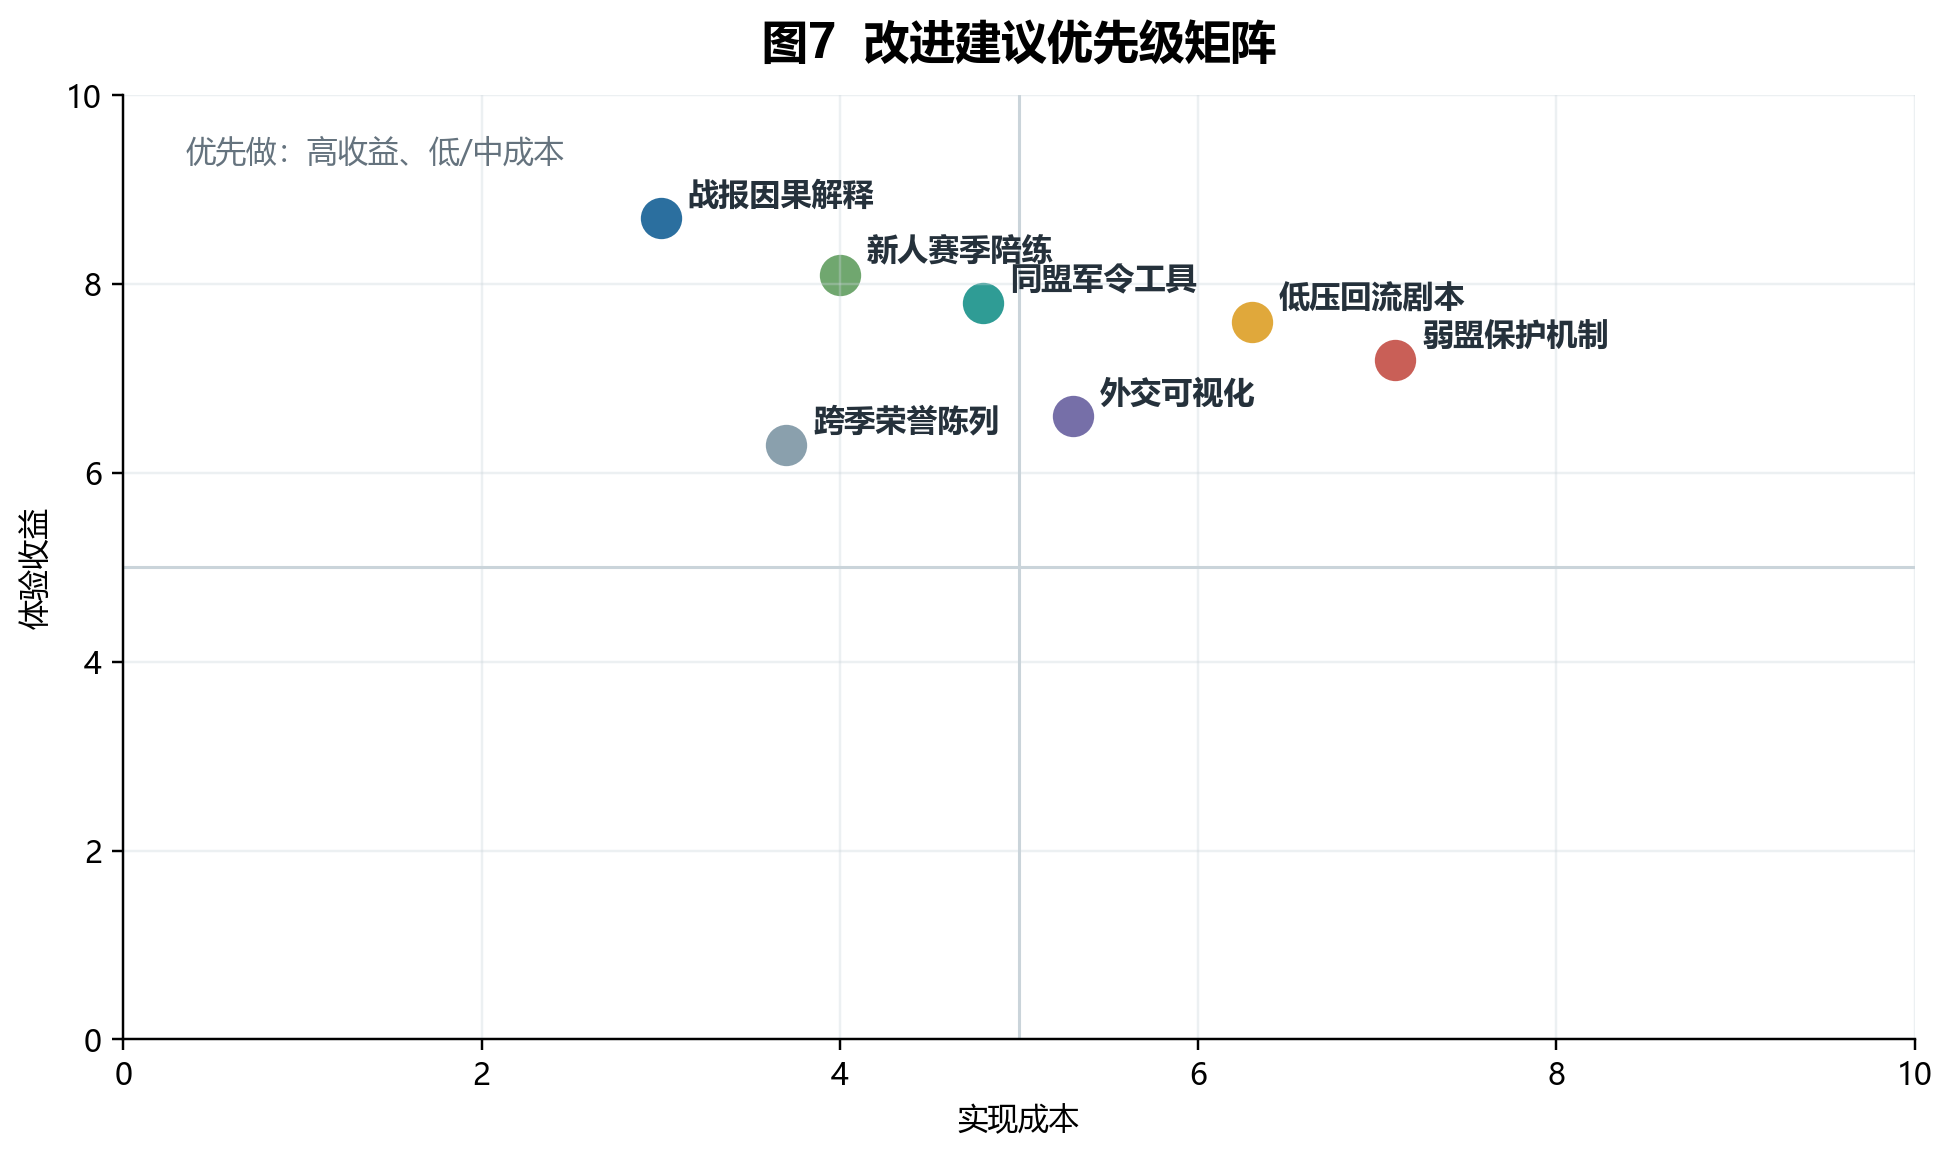 图7 改进建议优先级矩阵
10
优先做：高收益、低/中成本
战报因果解释
新人赛季陪练
同盟军令工具
8
低压回流剧本
弱盟保护机制
外交可视化
跨季荣誉陈列
6
体验收益
4
2
0
0 2 4 6 8 10
实现成本